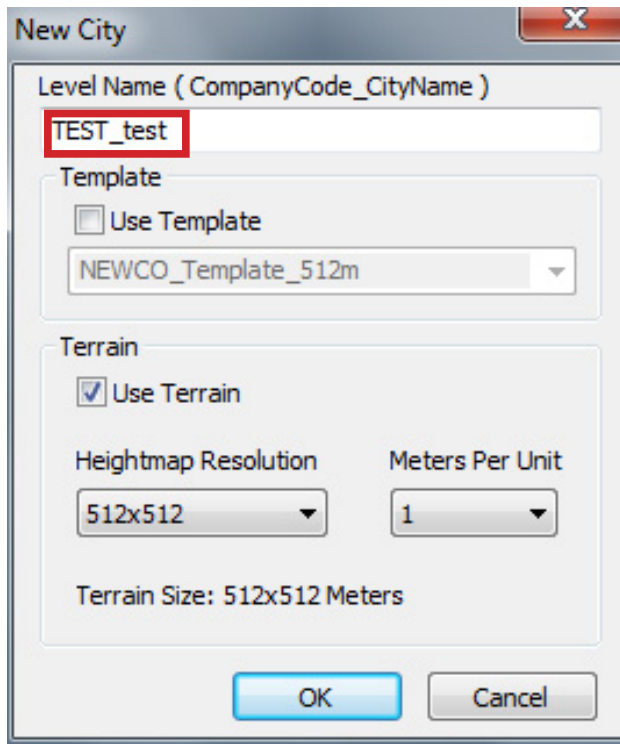 New City
Level Name ( CompanyCode_CityName )
TEST_test
Template
Use Template
NEWCO_Template_512m
Terrain
Use Terrain
Heightmap Resolution Meters Per Unit
512x512 1
Terrain Size: 512x512 Meters
OK Cancel